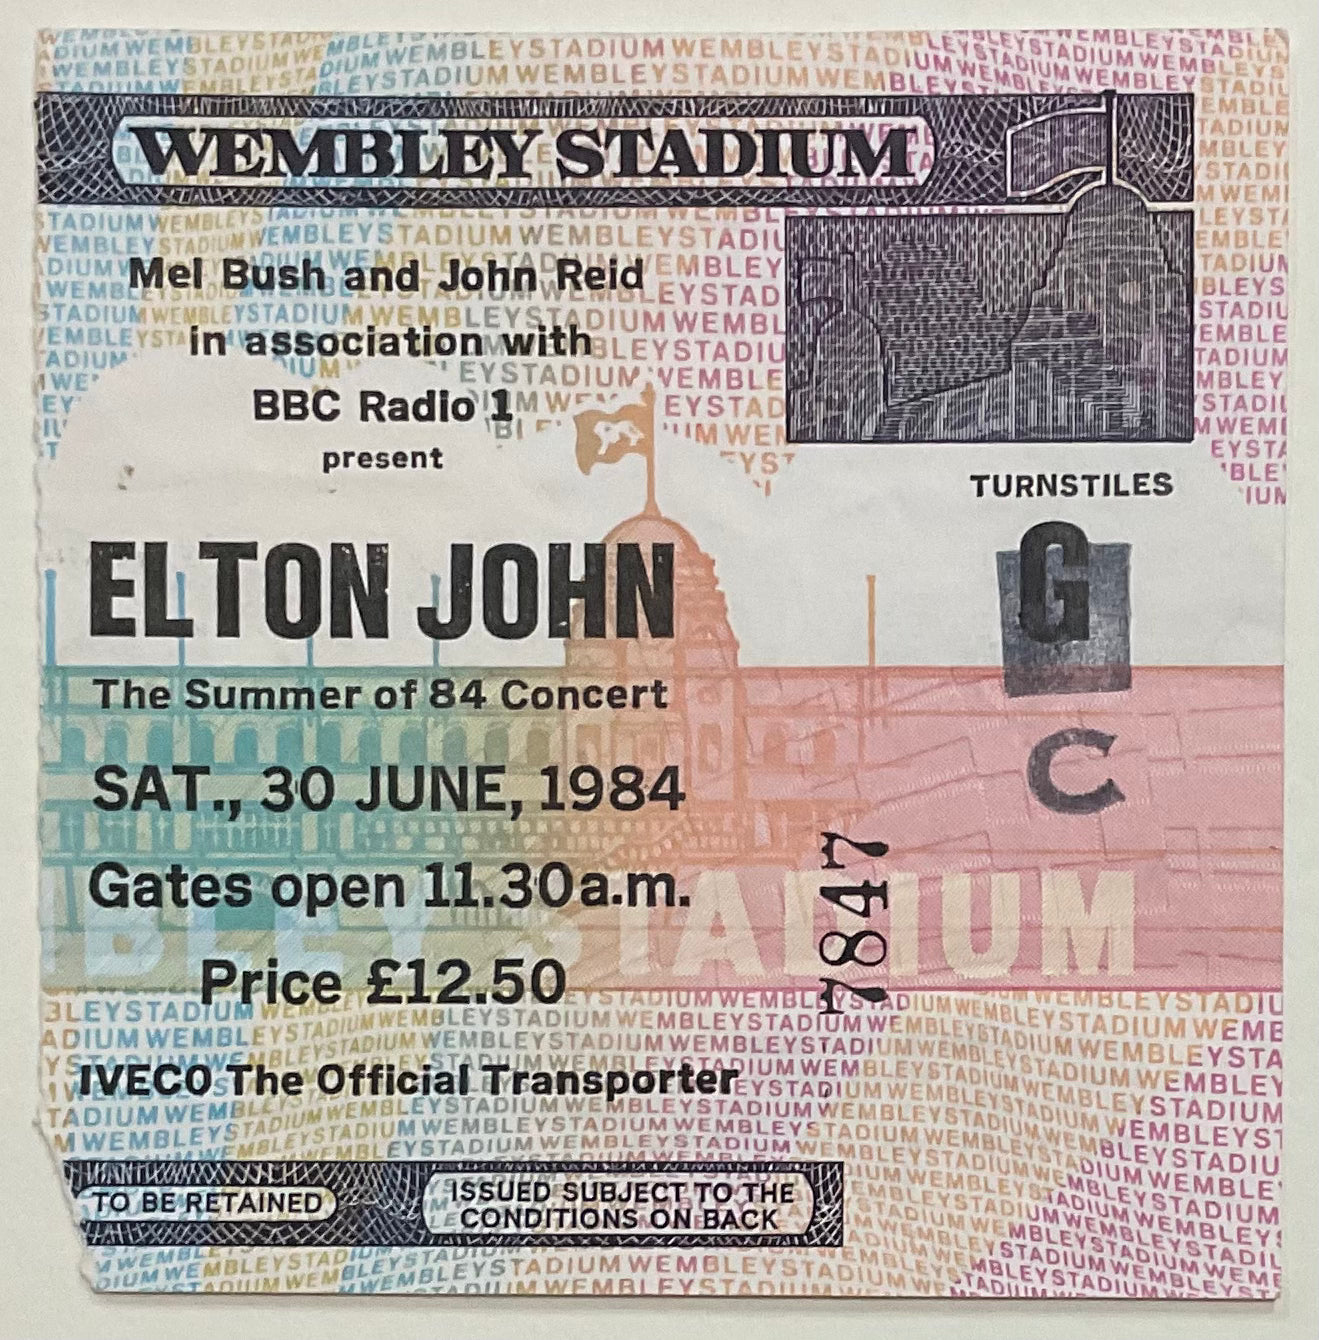 WEMBLEY STADIUM
Mel Bush and John Reid
in association with
BBC Radio 1
present
TURNSTILES
G
ELTON JOHN
The Summer of 84 Concert
C
SAT., 30 JUNE, 1984
7847
Gates open 11.30a.m.
BLEY STADIUM
Price £12.50
IVECO The Official Transporter
TO BE RETAINED
ISSUED SUBJECT TO THE
CONDITIONS ON BACK